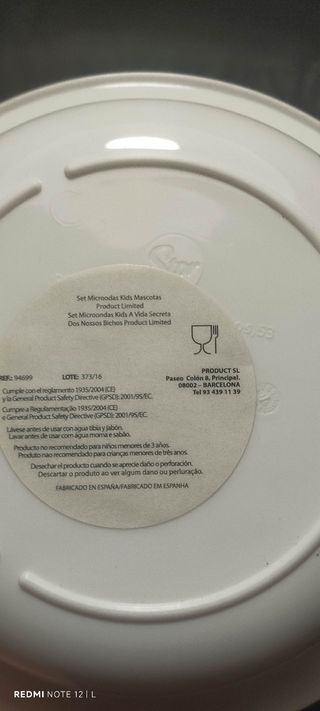 Set Microodas Kids Mascotas
Product Limited
Set Microondas Kids A Vida Secreta
Dos Nossos Bichos Product Limited
REF.: 94699 LOTE: 373/16
PRODUCT SL
Paseo Colón 8, Principal.
08002 – BARCELONA
Tel 93 439 11 39
Cumple con el reglamento 1935/2004 (CE)
y la General Product Safety Directive (GPSD): 2001/95/EC.
Cumpre a Regulamentação 1935/2004 (CE)
e General Product Safety Directive (GPSD): 2001/95/EC.
Lávese antes de usar con agua tibia y jabón.
Lavar antes de usar com agua morna e sabão.
Producto no recomendado para niños menores de 3 años.
Produto nao recomendado para crianças menores de três anos.
Desechar el producto cuando se aprecie daño o perforación.
Descartar o produto ao ver algum dano ou perfuração.
FABRICADO EN ESPAÑA/FABRICADO EM ESPANHA
REDMI NOTE 12 | L